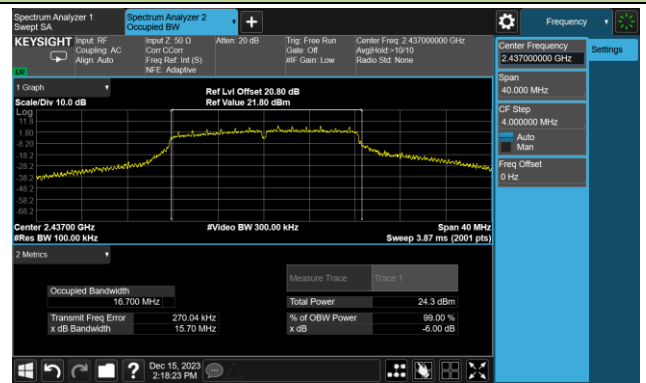 Spectrum Analyzer 1
Swept SA
Spectrum Analyzer 2
Occupied BW
Frequency
KEYSIGHT
Input: RF
Coupling: AC
Align: Auto
Input Z: 50 Ω
Corr CCorr
Freq Ref: Int (S)
NFE: Adaptive
Atten: 20 dB
Trig: Free Run
Gate: Off
#IF Gain: Low
Center Freq: 2.437000000 GHz
Avg|Hold:>10/10
Radio Std: None
Center Frequency
2.437000000 GHz
Settings
Span
40.000 MHz
CF Step
4.000000 MHz
Auto
Man
Freq Offset
0 Hz
1 Graph
Scale/Div 10.0 dB
Ref Lvl Offset 20.80 dB
Ref Value 21.80 dBm
Log
11.8
1.80
-8.20
-18.2
-28.2
-38.2
-48.2
-58.2
-68.2
Center 2.43700 GHz
#Res BW 100.00 kHz
#Video BW 300.00 kHz
Span 40 MHz
Sweep 3.87 ms (2001 pts)
2 Metrics
Measure Trace
Trace 1
Occupied Bandwidth
16.700 MHz
Total Power
24.3 dBm
Transmit Freq Error
270.04 kHz
% of OBW Power
99.00 %
x dB Bandwidth
15.70 MHz
x dB
-6.00 dB
Dec 15, 2023
2:18:23 PM